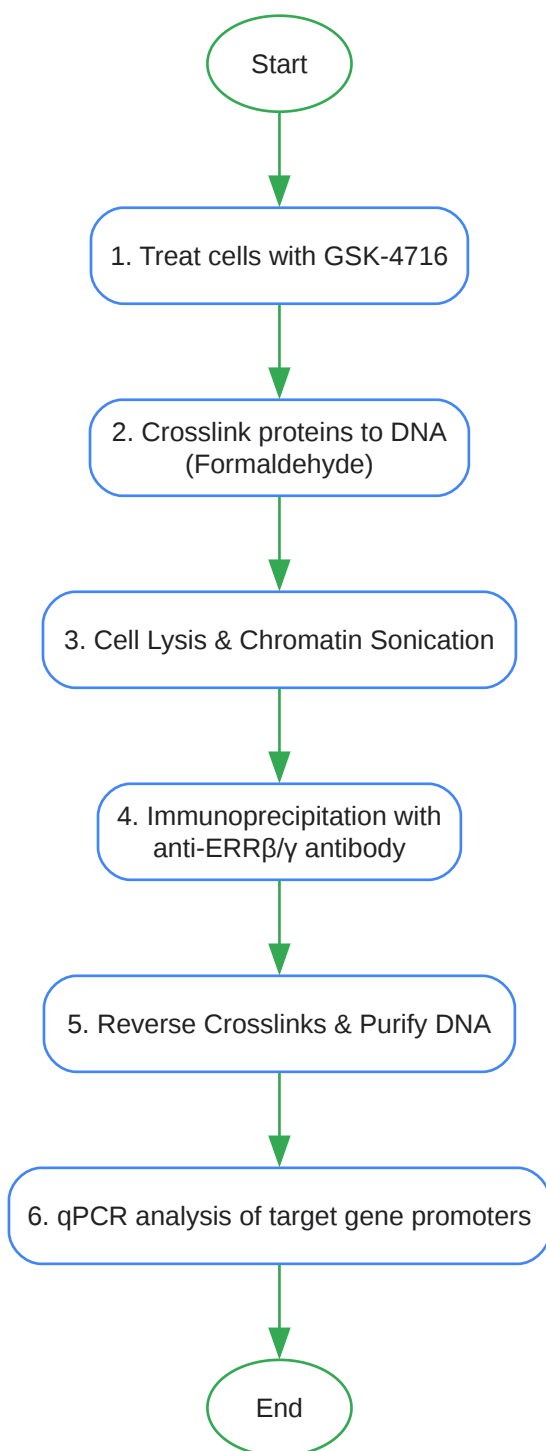 Start
1. Treat cells with GSK-4716
2. Crosslink proteins to DNA
(Formaldehyde)
3. Cell Lysis & Chromatin Sonication
4. Immunoprecipitation with
anti-ERRβ/γ antibody
5. Reverse Crosslinks & Purify DNA
6. qPCR analysis of target gene promoters
End